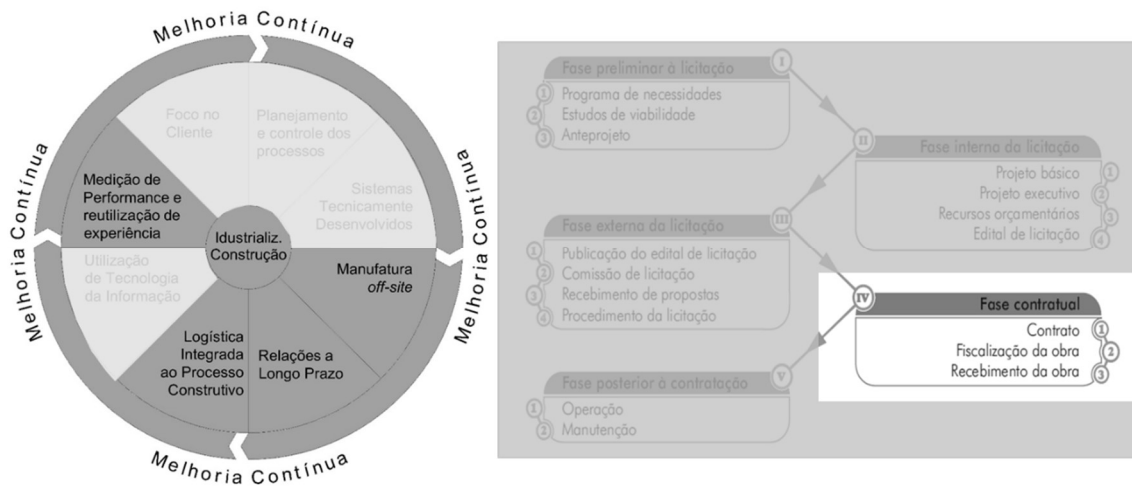 Melhoria Contínua
Melhoria Contínua
Melhoria Contínua
Melhoria Contínua
Foco no
Cliente
Planejamento
e controle dos
processos
Sistemas
Tecnicamente
Desenvolvidos
Manufatura
off-site
Relações a
Longo Prazo
Logística
Integrada
ao Processo
Construtivo
Utilização
de Tecnologia
da Informação
Medição de
Performance e
reutilização de
experiência
Idustrializ.
Construção
I
Fase preliminar à licitação
1 Programa de necessidades
2 Estudos de viabilidade
3 Anteprojeto
II
Fase interna da licitação
Projeto básico 1
Projeto executivo 2
Recursos orçamentários 3
Edital de licitação 4
III
Fase externa da licitação
1 Publicação do edital de licitação
2 Comissão de licitação
3 Recebimento de propostas
4 Procedimento da licitação
IV
Fase contratual
Contrato 1
Fiscalização da obra 2
Recebimento da obra 3
V
Fase posterior à contratação
1 Operação
2 Manutenção